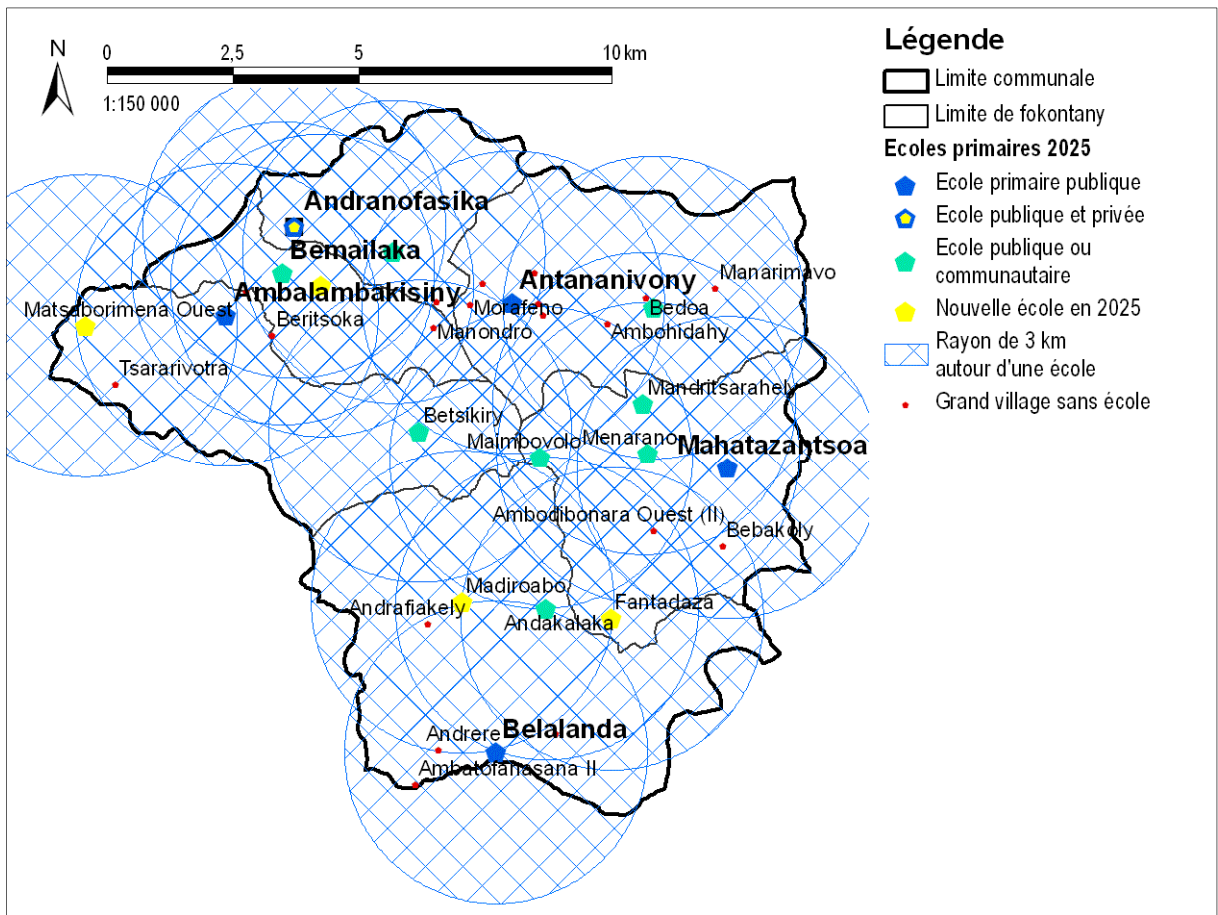 N
0 2,5 5 10 km
1:150 000
Légende
Limite communale
Limite de fokontany
Ecoles primaires 2025
Ecole primaire publique
Ecole publique et privée
Ecole publique ou
communautaire
Nouvelle école en 2025
Rayon de 3 km
autour d'une école
Grand village sans école
Andranofasika
Bemailaka
Antananivony
Manarimavo
Ambalambakisiny
Matsaborimena Ouest
Morafeno
Bedoa
Beritsoka
Manondro
Ambohidahy
Tsararivotra
Mandritsarahely
Betsikiry
Maimbovolo
Menarano
Mahatazantsoa
Ambodibonara Ouest (II)
Bebakoly
Madiroabo
Andrafiakely
Fantadaza
Andakalaka
Andrere
Belalanda
Ambatofanasana II